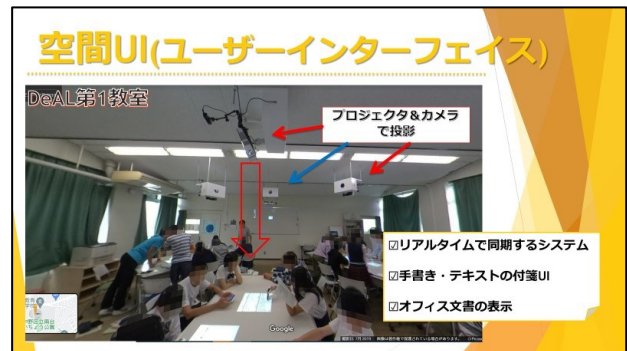 空間UI(ユーザーインターフェイス)
DeAL第1教室
プロジェクタ&カメラ
で投影
☑リアルタイムで同期するシステム
☑手書き・テキストの付箋UI
☑オフィス文書の表示
Google